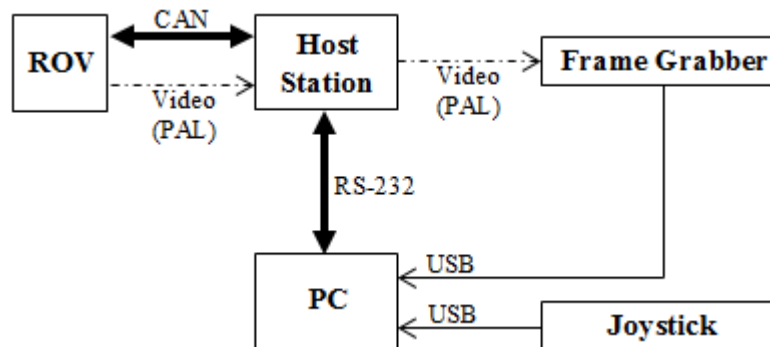 CAN
ROV
Host
Station
Video
(PAL)
Video
(PAL)
Frame Grabber
RS-232
PC
USB
USB
Joystick